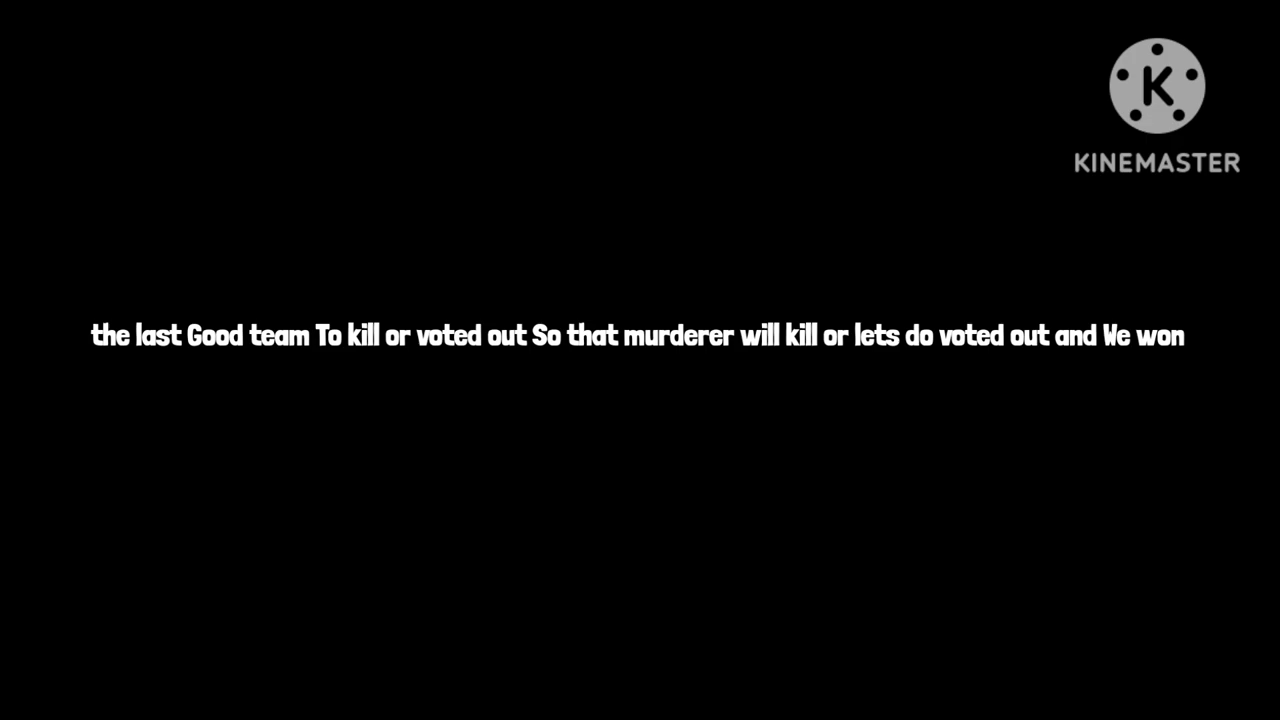 K
KINEMASTER
the last Good team To kill or voted out So that murderer will kill or lets do voted out and We won